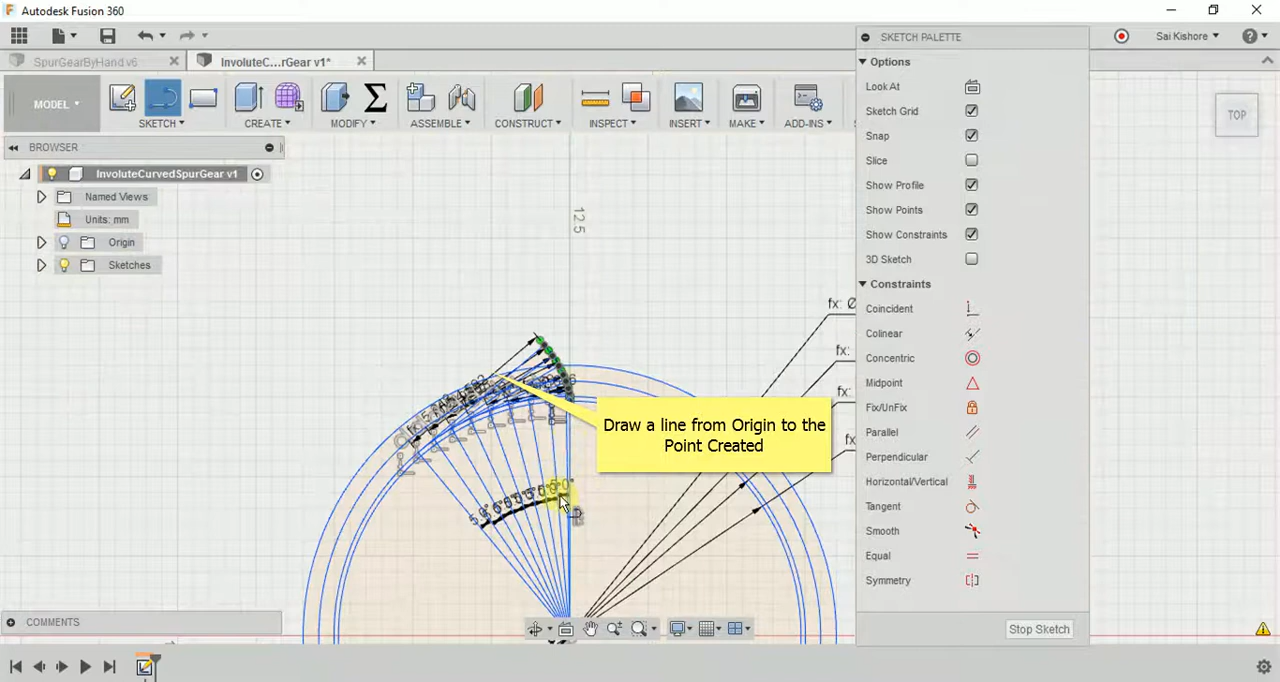 Autodesk Fusion 360
SpurGearByHand v6
InvoluteC...rGear v1*
Sai Kishore
MODEL
SKETCH
CREATE
MODIFY
ASSEMBLE
CONSTRUCT
INSPECT
INSERT
MAKE
ADD-INS
TOP
BROWSER
InvoluteCurvedSpurGear v1
Named Views
Units: mm
Origin
Sketches
SKETCH PALETTE
Options
Look At
Sketch Grid
Snap
Slice
Show Profile
Show Points
Show Constraints
3D Sketch
Constraints
Coincident
Colinear
Concentric
Midpoint
Fix/UnFix
Parallel
Perpendicular
Horizontal/Vertical
Tangent
Smooth
Equal
Symmetry
Stop Sketch
12.5
fx: Ø
fx:
fx:
fx
Draw a line from Origin to the
Point Created
COMMENTS